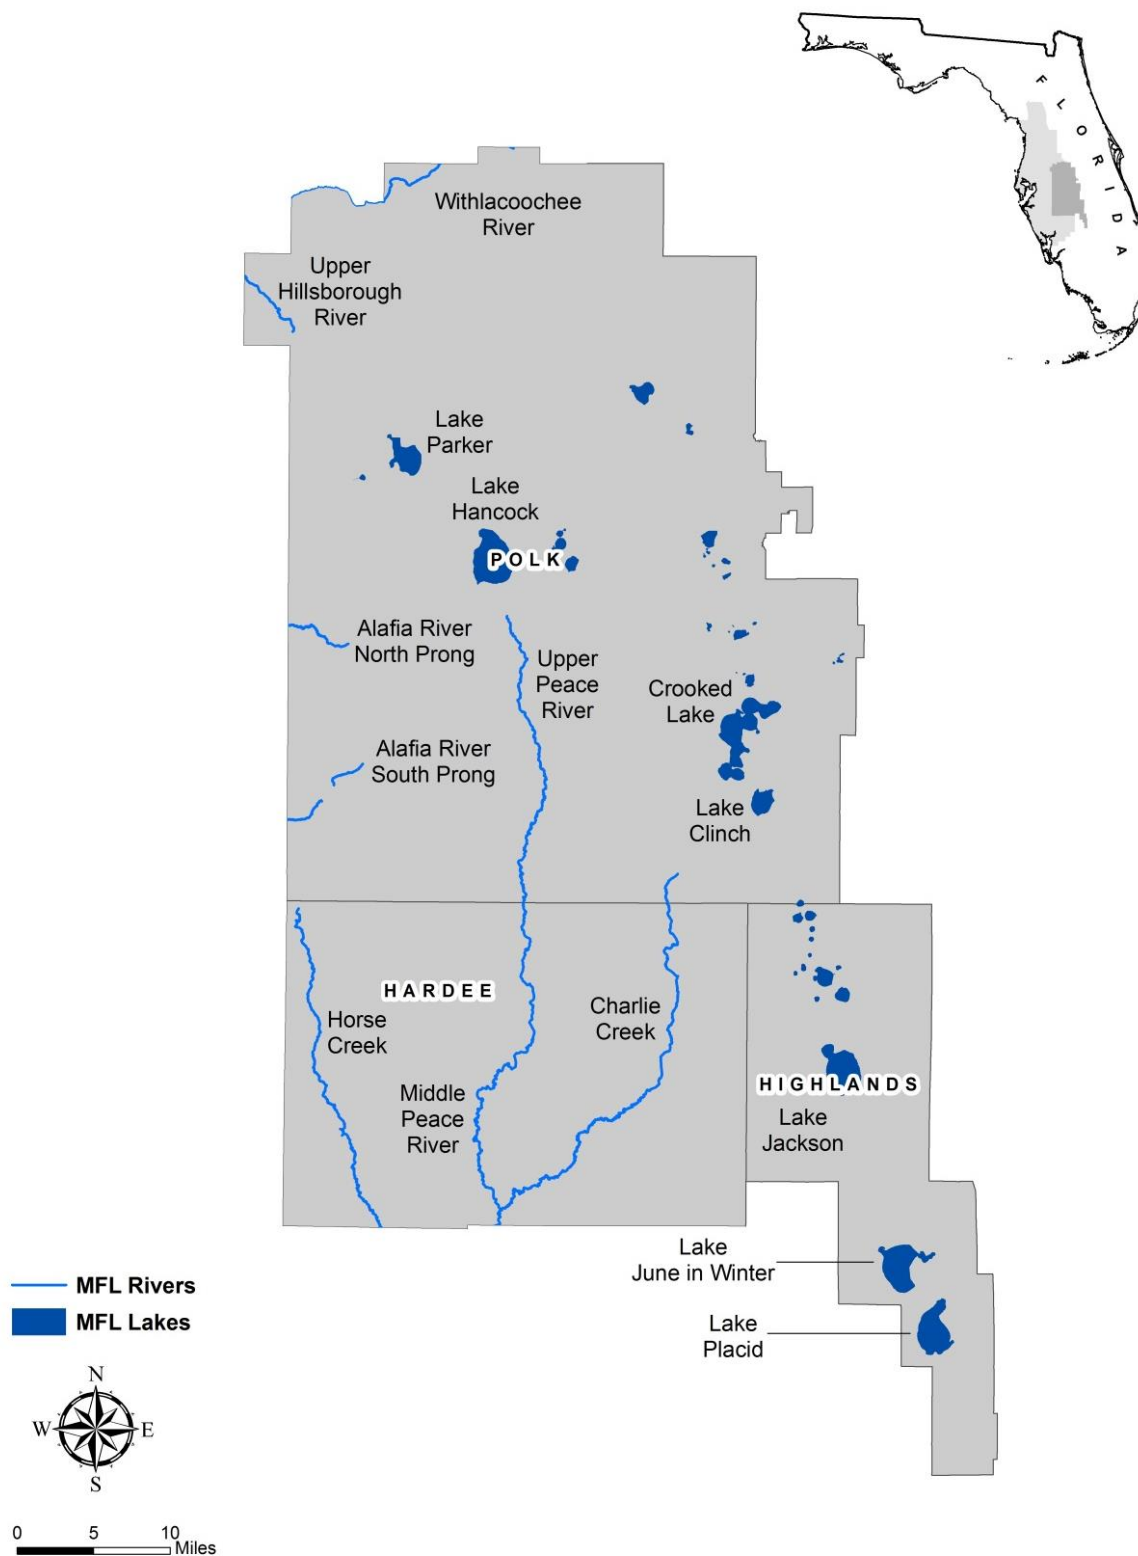 FLORIDA
Withlacoochee
River
Upper
Hillsborough
River
Lake
Parker
Lake
Hancock
POLK
Alafia River
North Prong
Upper
Peace
River
Crooked
Lake
Alafia River
South Prong
Lake
Clinch
HARDEE
Horse
Creek
Charlie
Creek
Middle
Peace
River
HIGHLANDS
Lake
Jackson
Lake
June in Winter
Lake
Placid
MFL Rivers
MFL Lakes
N
W E
S
0 5 10
Miles